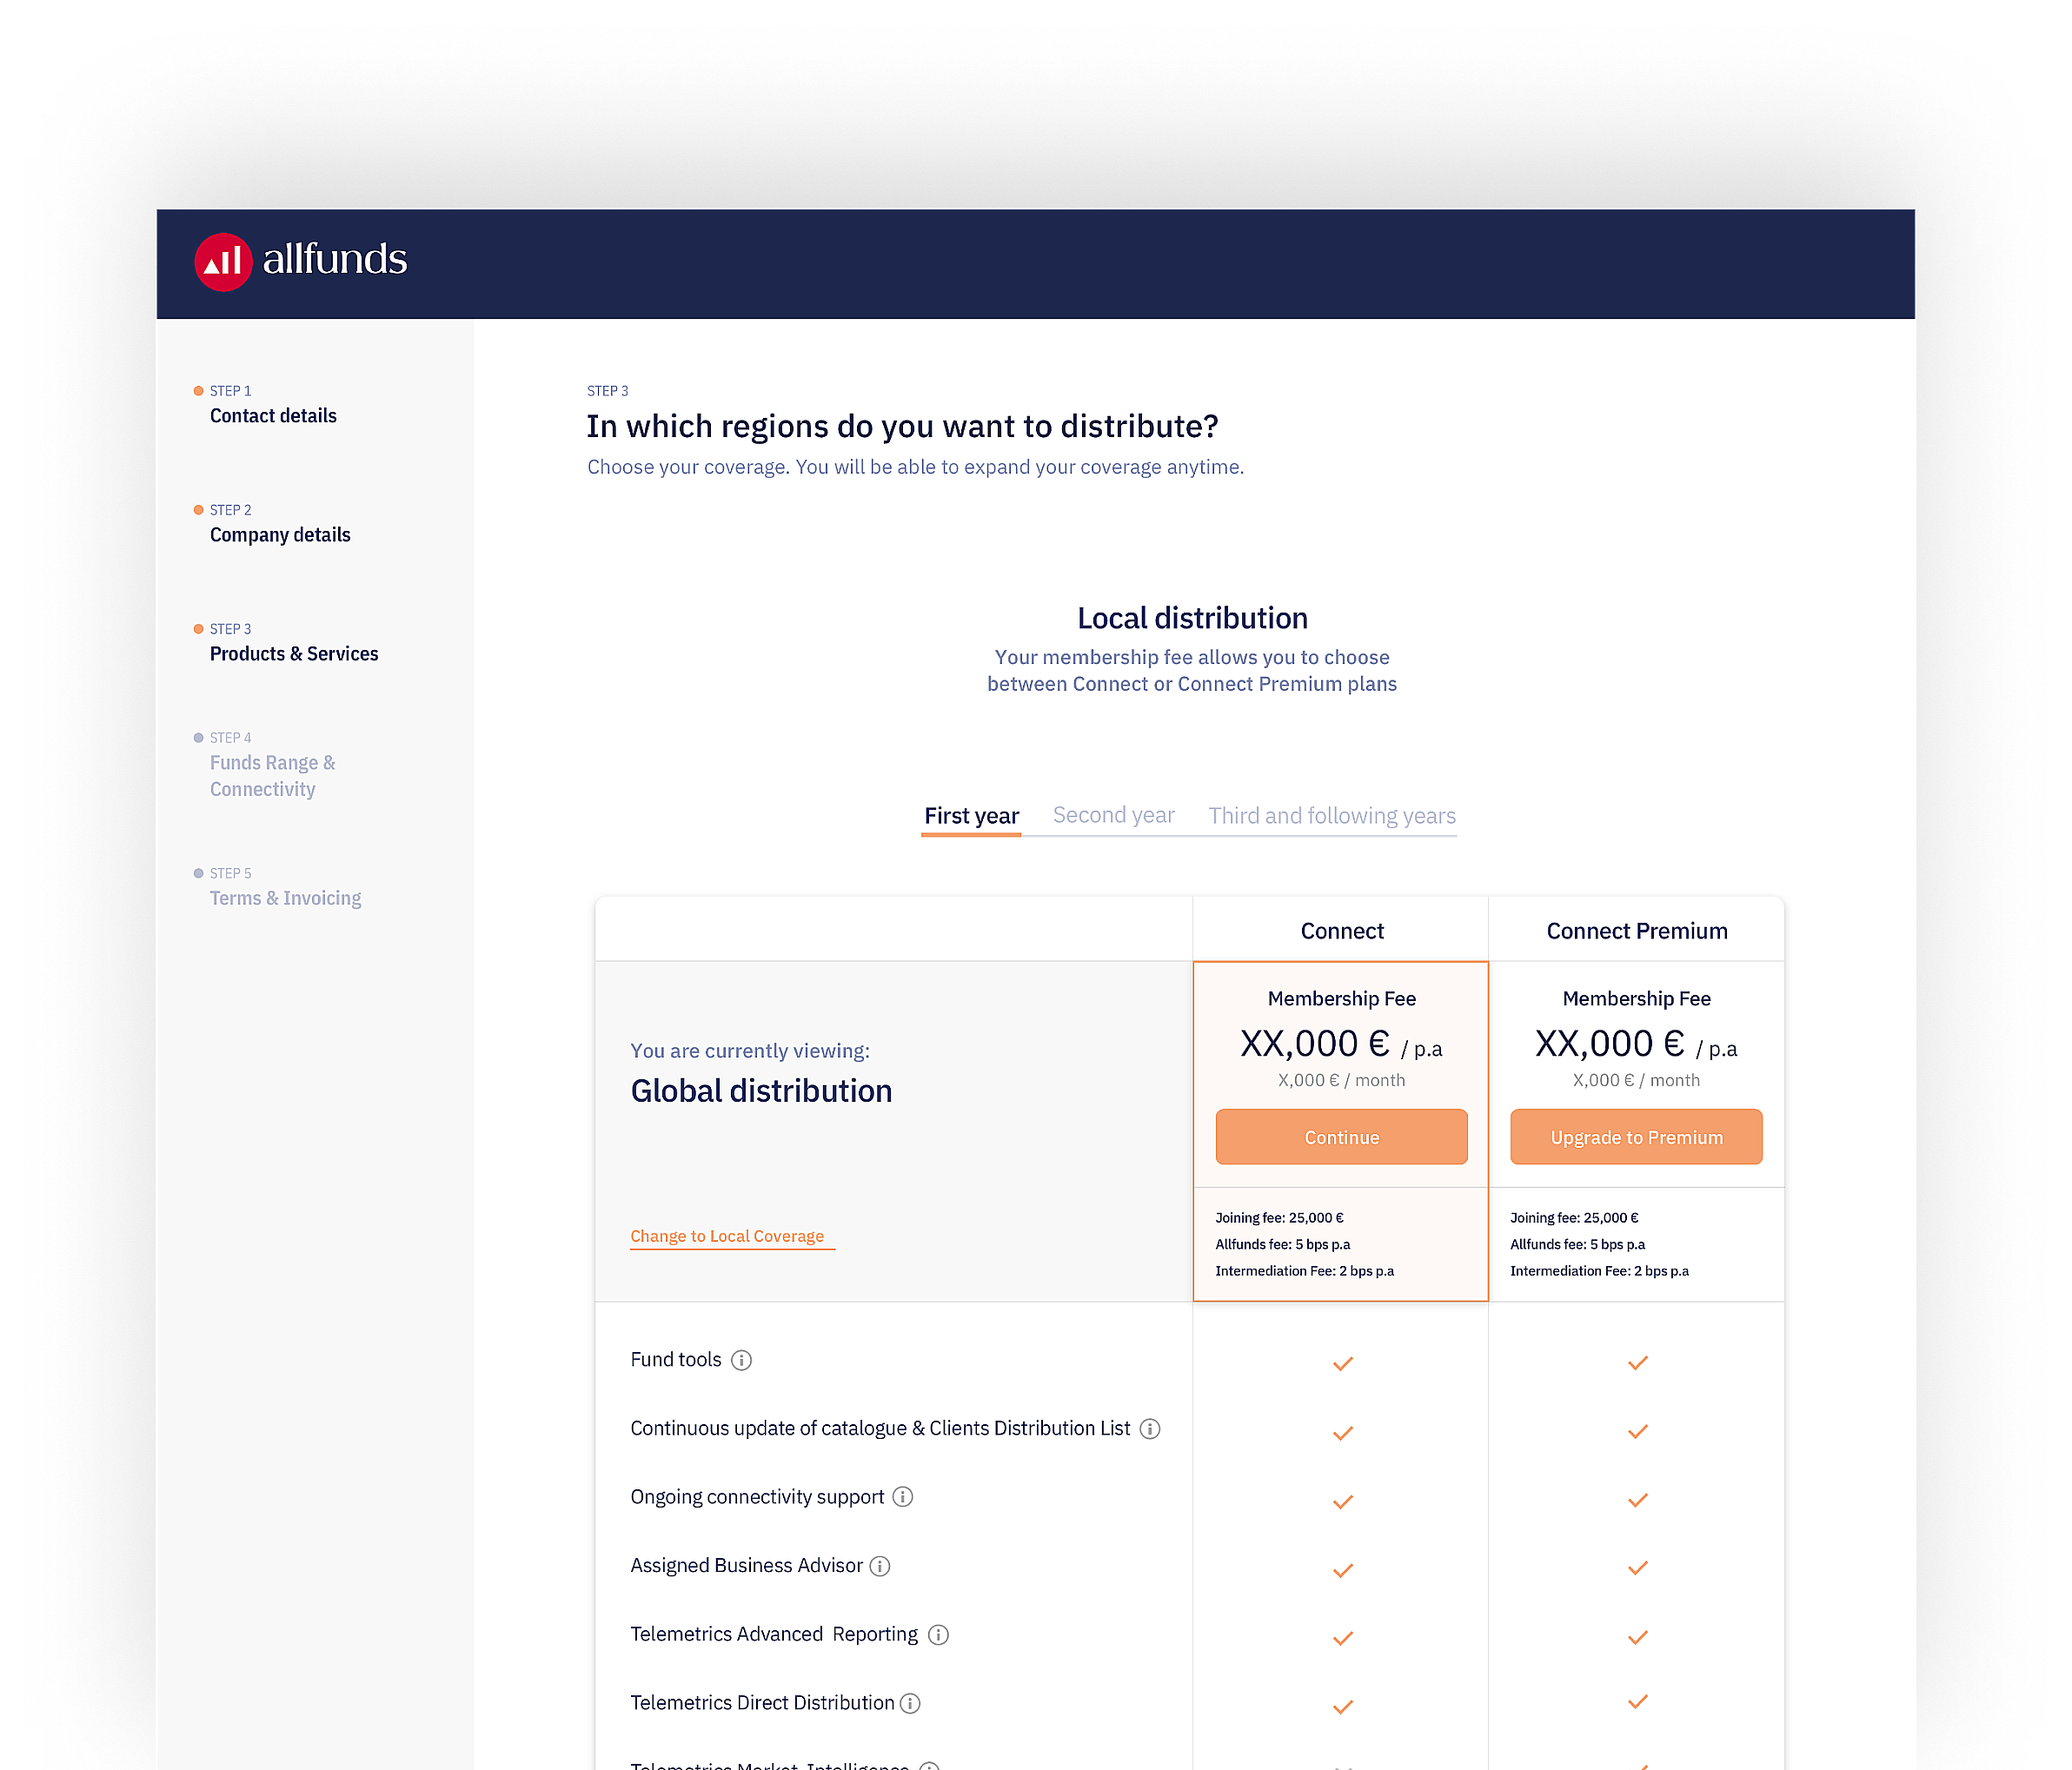 allfunds
STEP 1
Contact details
STEP 2
Company details
STEP 3
Products & Services
STEP 4
Funds Range &
Connectivity
STEP 5
Terms & Invoicing
STEP 3
In which regions do you want to distribute?
Choose your coverage. You will be able to expand your coverage anytime.
Local distribution
Your membership fee allows you to choose
between Connect or Connect Premium plans
First year Second year Third and following years
Connect Connect Premium
You are currently viewing:
Global distribution
Change to Local Coverage
Membership Fee
XX,000 € / p.a
X,000 € / month
Continue
Joining fee: 25,000 €
Allfunds fee: 5 bps p.a
Intermediation Fee: 2 bps p.a
Membership Fee
XX,000 € / p.a
X,000 € / month
Upgrade to Premium
Joining fee: 25,000 €
Allfunds fee: 5 bps p.a
Intermediation Fee: 2 bps p.a
Fund tools
Continuous update of catalogue & Clients Distribution List
Ongoing connectivity support
Assigned Business Advisor
Telemetrics Advanced Reporting
Telemetrics Direct Distribution
Telemetrics Market Intelligence